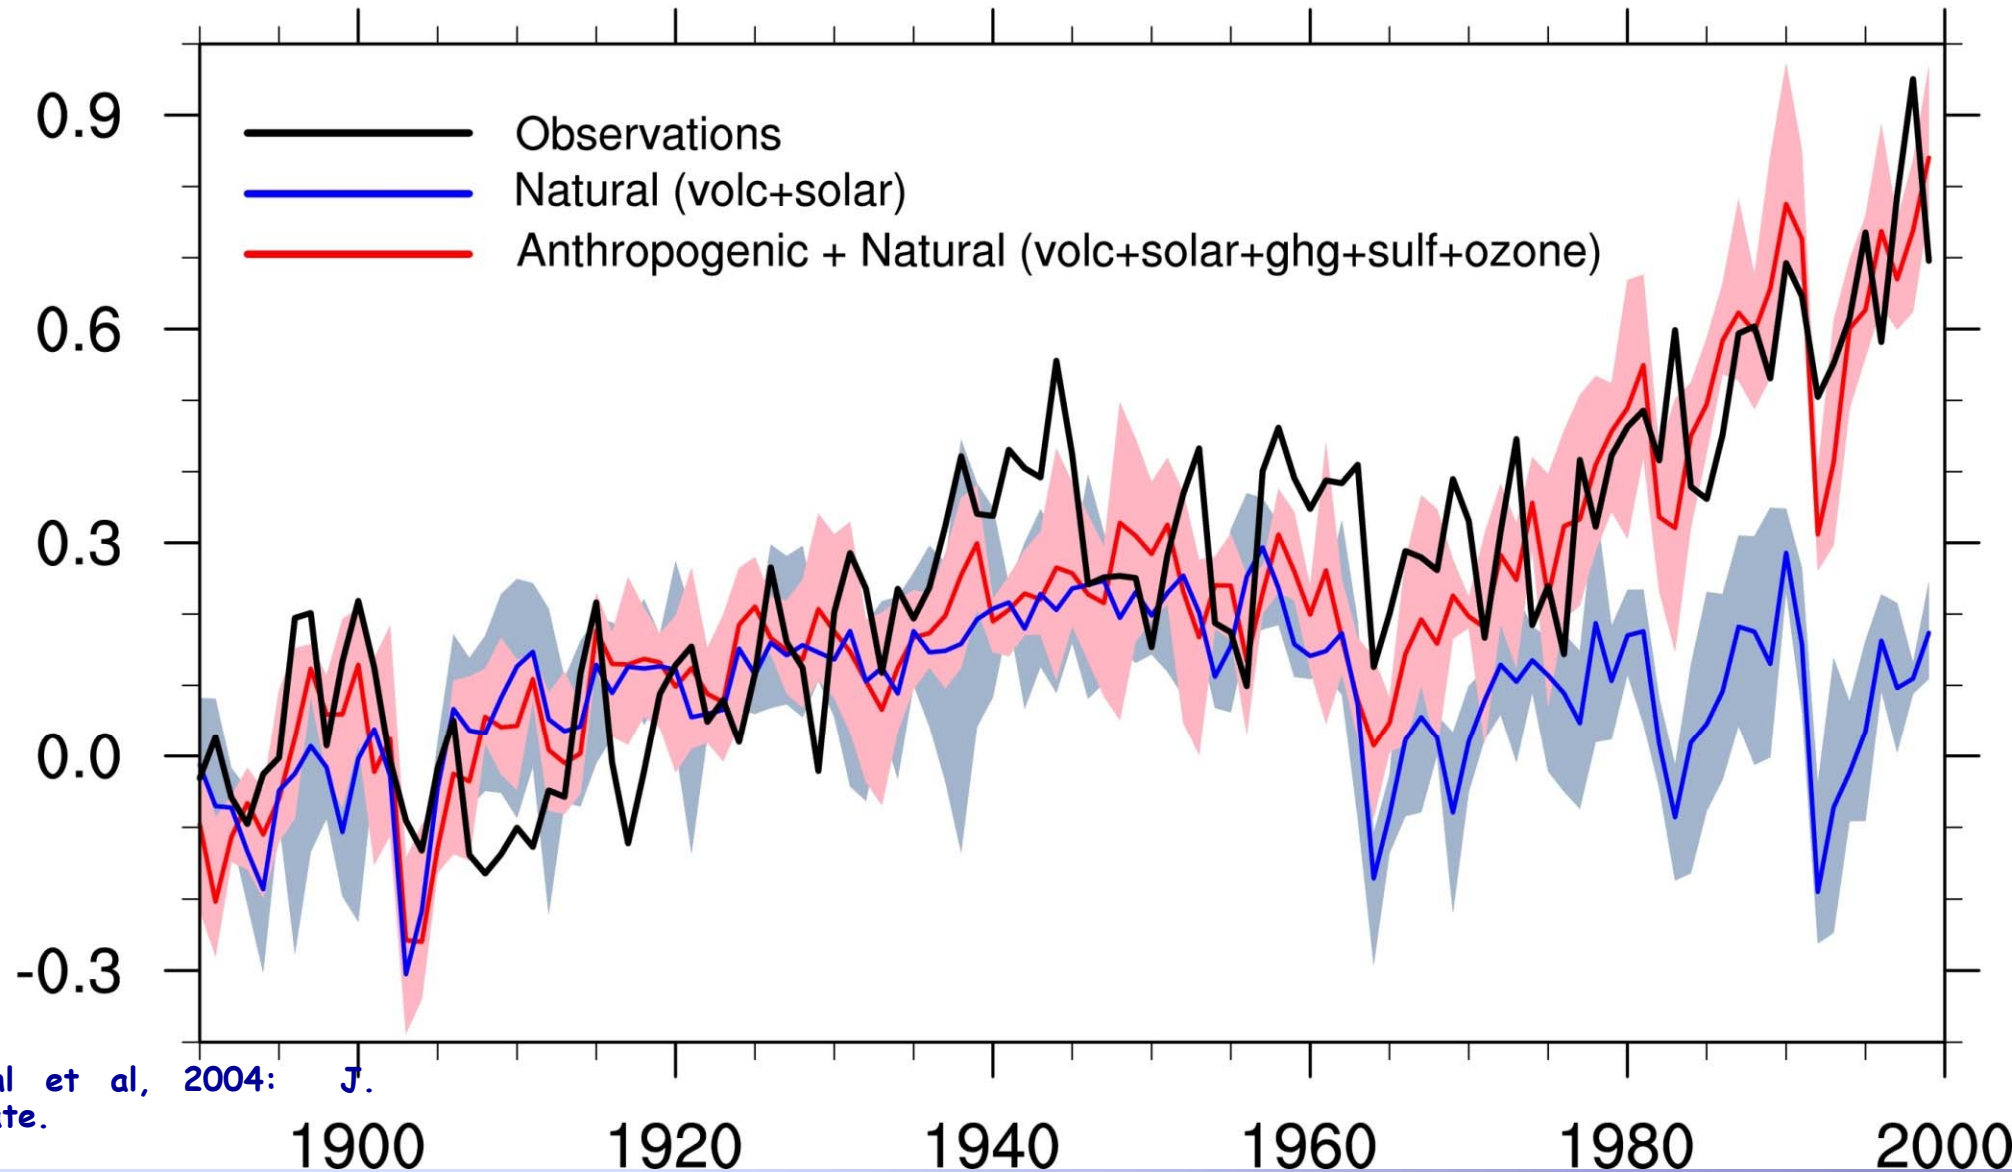 0.9
0.6
0.3
0.0
-0.3
Observations
Natural (volc+solar)
Anthropogenic + Natural (volc+solar+ghg+sulf+ozone)
et al, 2004: J.
1900 1920 1940 1960 1980 2000